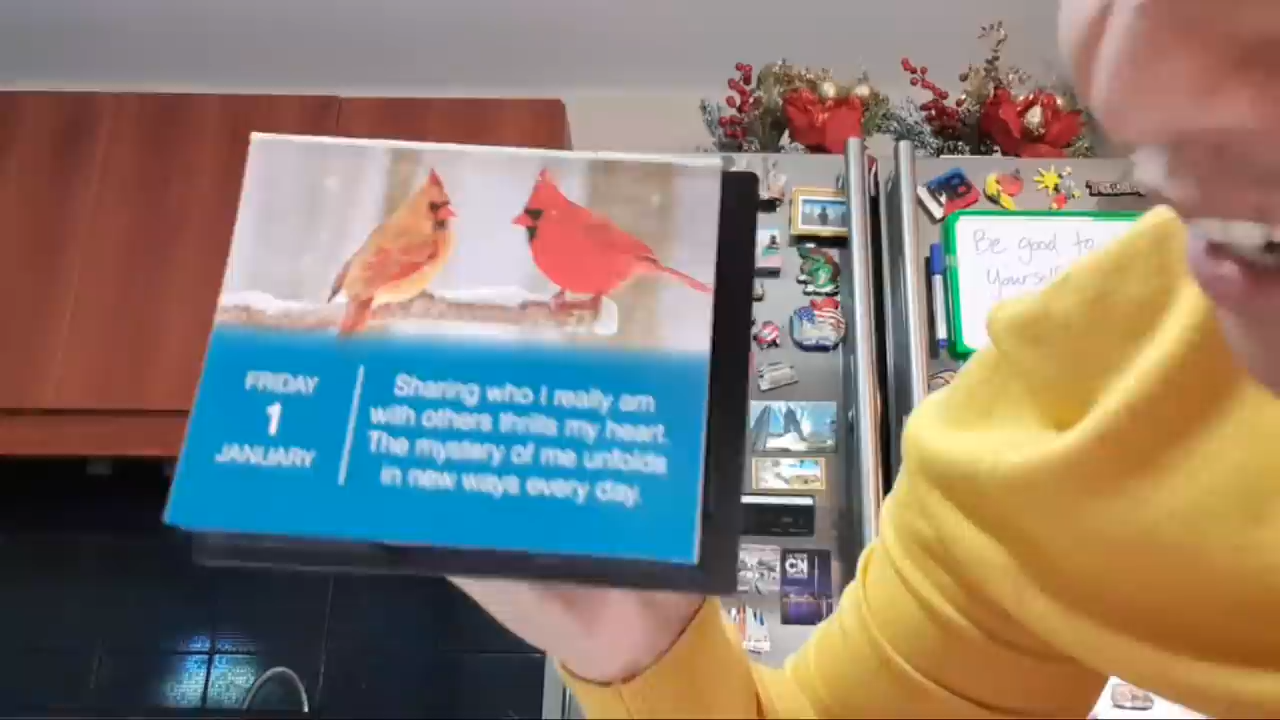 FRIDAY
1
JANUARY
Sharing who I really am
with others thrills my heart.
The mystery of me unfolds
in new ways every day.
Be good to
CN